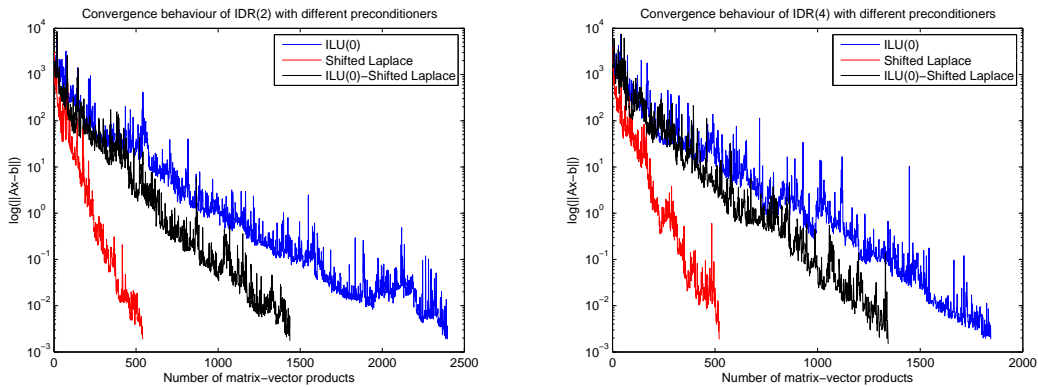 Convergence behaviour of IDR(2) with different preconditioners
10^4
10^3
10^2
10^1
10^0
10^−1
10^−2
10^−3
log(||Ax−b||)
ILU(0)
Shifted Laplace
ILU(0)−Shifted Laplace
0 500 1000 1500 2000 2500
Number of matrix−vector products
Convergence behaviour of IDR(4) with different preconditioners
10^4
10^3
10^2
10^1
10^0
10^−1
10^−2
10^−3
log(||Ax−b||)
ILU(0)
Shifted Laplace
ILU(0)−Shifted Laplace
0 500 1000 1500 2000
Number of matrix−vector products